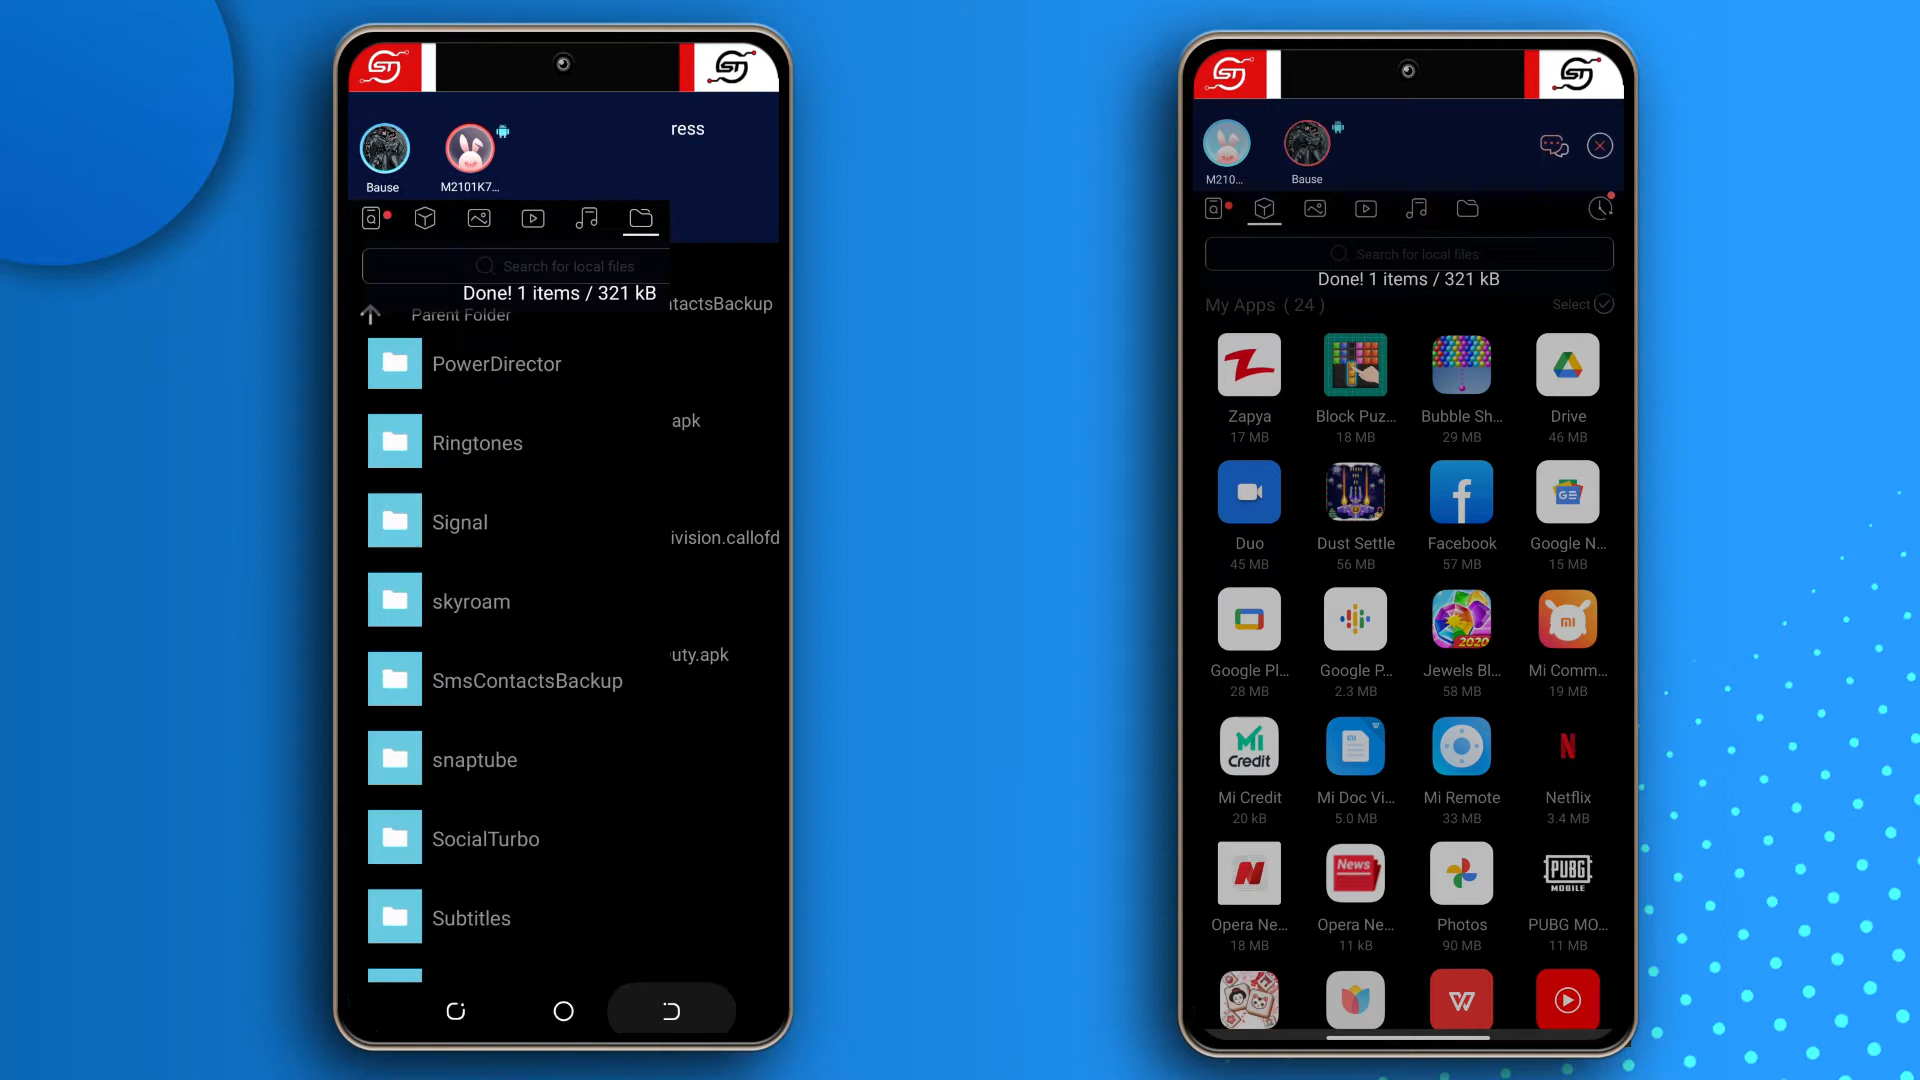 ress
Bause
M2101K7...
Search for local files
Done! 1 items / 321 kB
Parent Folder
ntactsBackup
PowerDirector
apk
Ringtones
Signal
ivision.callofd
skyroam
uty.apk
SmsContactsBackup
snaptube
SocialTurbo
Subtitles
M210...
Bause
Search for local files
Done! 1 items / 321 kB
My Apps ( 24 )
Select
Zapya
Block Puz...
Bubble Sh...
Drive
17 MB
18 MB
29 MB
46 MB
Duo
Dust Settle
Facebook
Google N...
45 MB
56 MB
57 MB
15 MB
2020
Google Pl...
Google P...
Jewels Bl...
Mi Comm...
28 MB
2.3 MB
58 MB
19 MB
Credit
Mi Credit
Mi Doc Vi...
Mi Remote
Netflix
20 kB
5.0 MB
33 MB
3.4 MB
News
PUBG
MOBILE
Opera Ne...
Opera Ne...
Photos
PUBG MO...
18 MB
11 kB
90 MB
11 MB